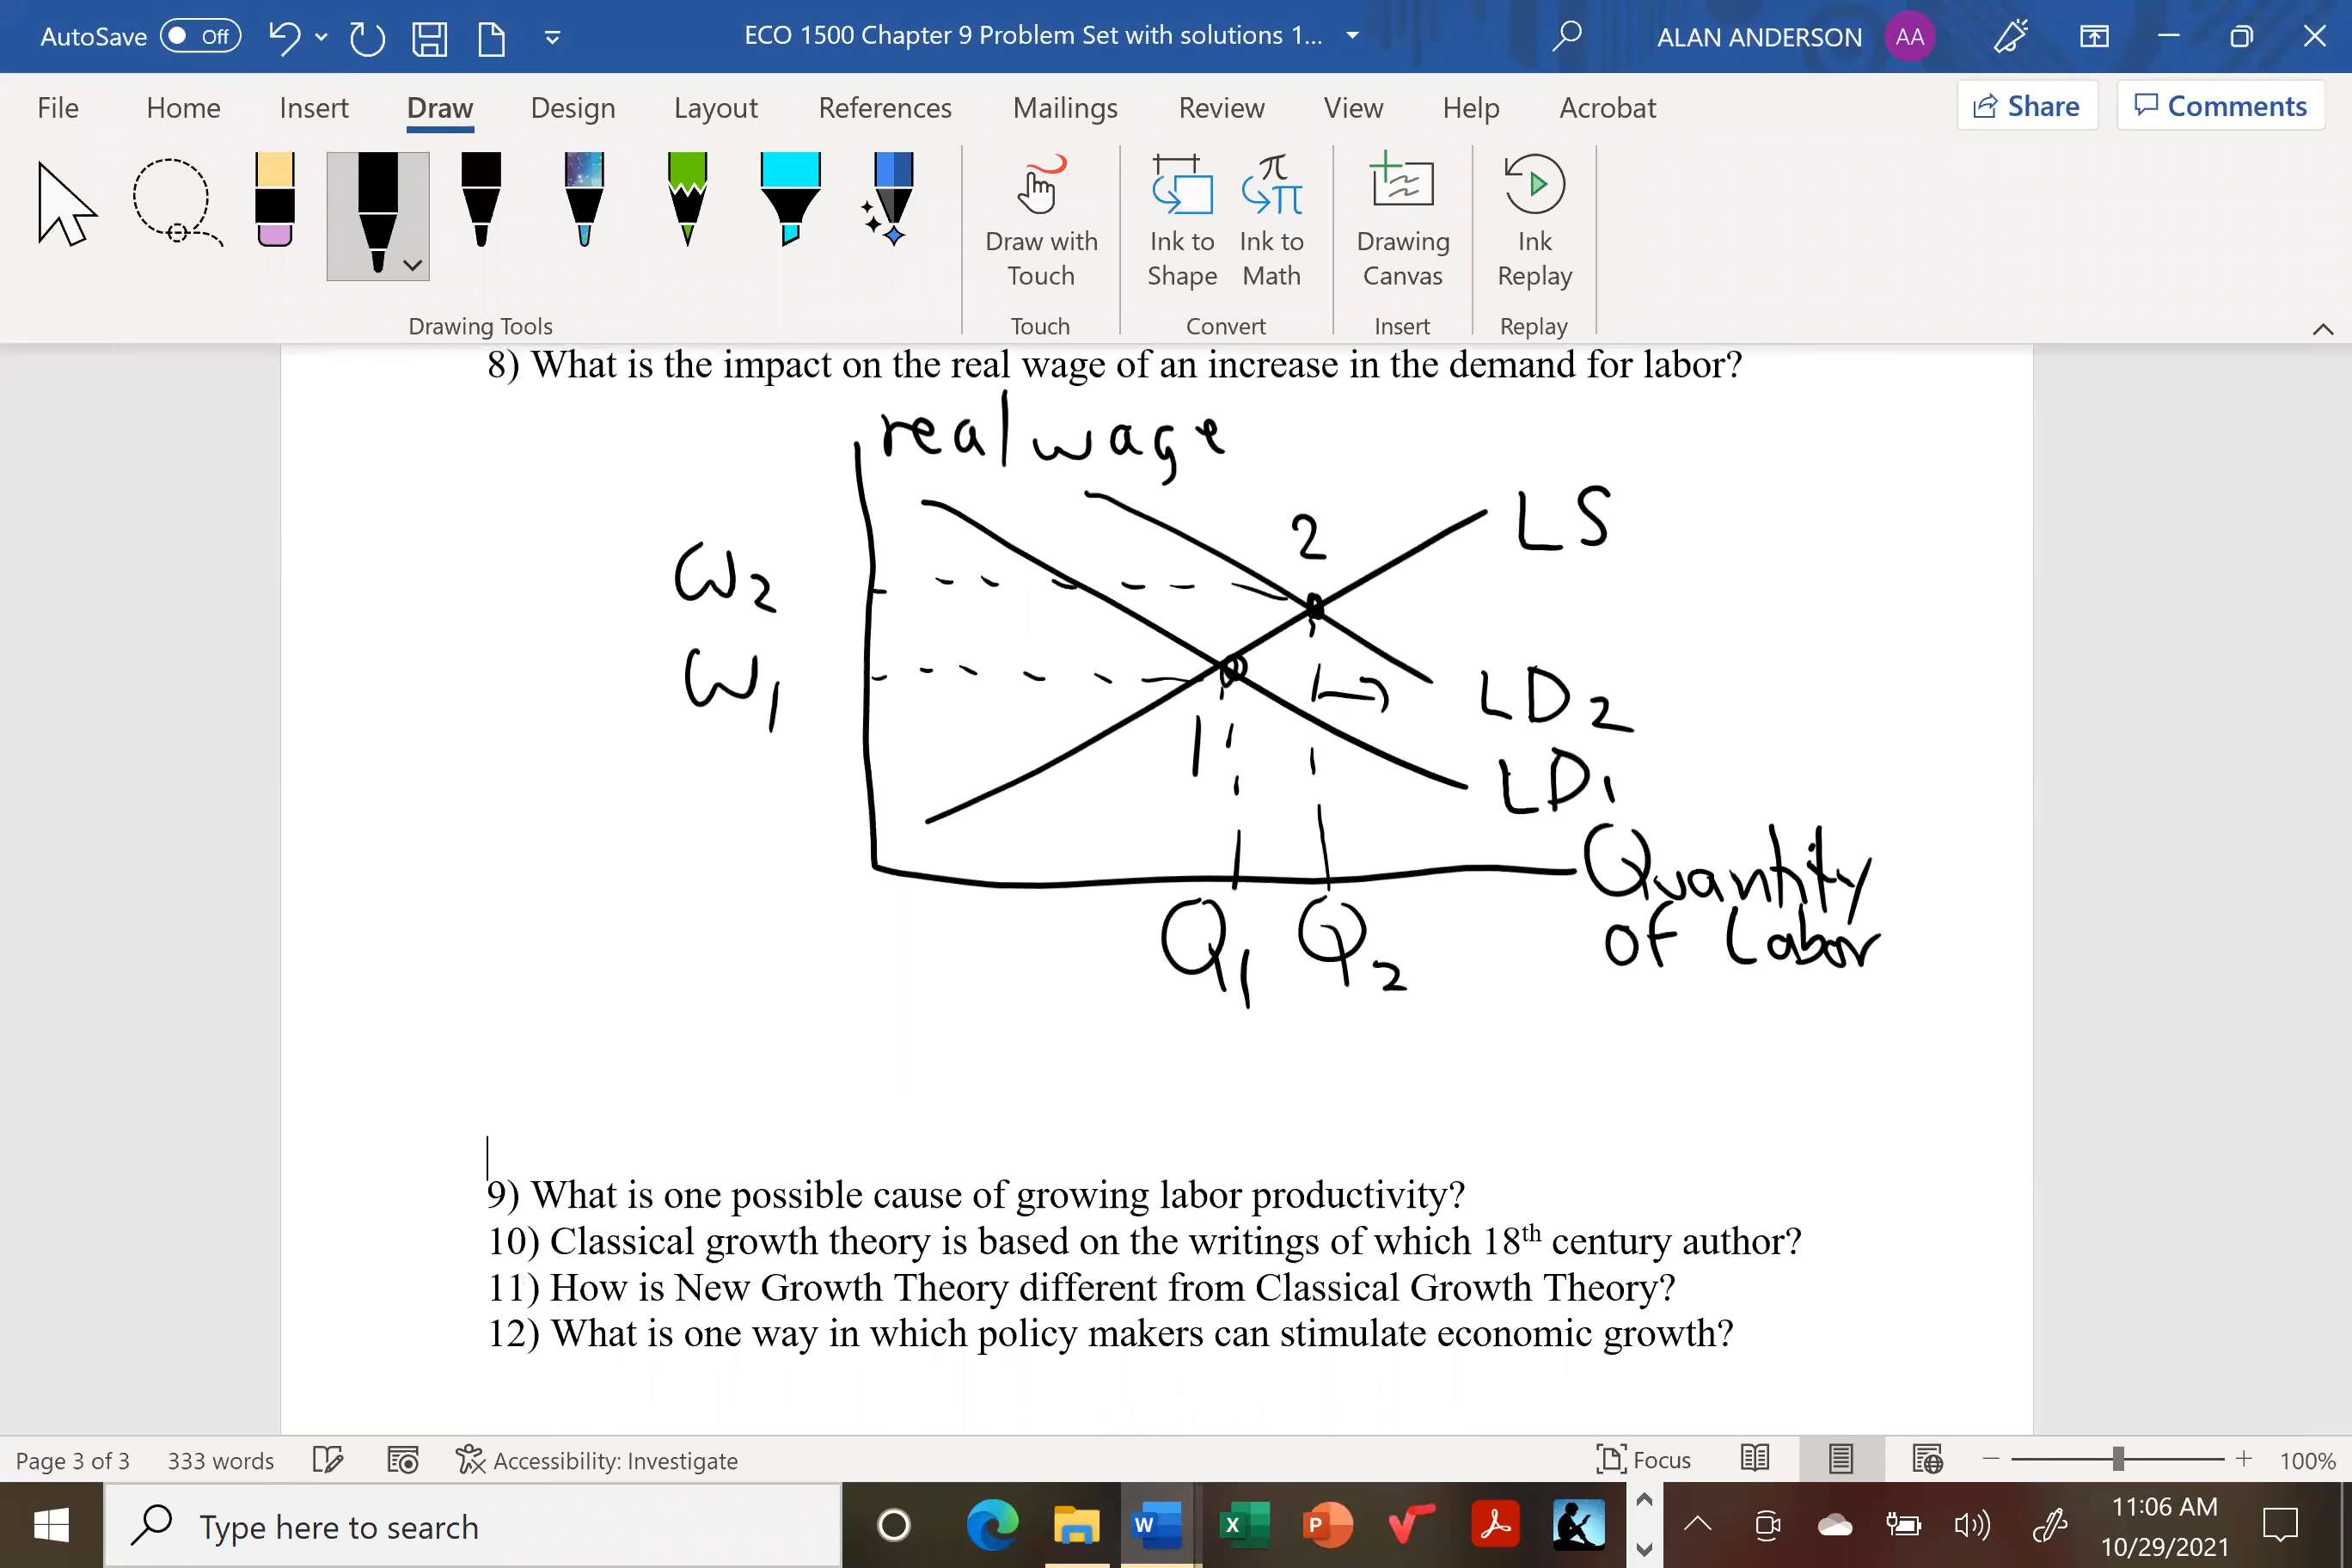 AutoSave Off ECO 1500 Chapter 9 Problem Set with solutions 1... ALAN ANDERSON AA
File Home Insert Draw Design Layout References Mailings Review View Help Acrobat Share Comments
Draw with Touch
Ink to Shape
Ink to Math
Drawing Canvas
Ink Replay
Drawing Tools Touch Convert Insert Replay
8) What is the impact on the real wage of an increase in the demand for labor?
real wage
2
LS
W2
W1
1
LD2
LD1
Quantity
of Labor
Q1 Q2
9) What is one possible cause of growing labor productivity?
10) Classical growth theory is based on the writings of which 18th century author?
11) How is New Growth Theory different from Classical Growth Theory?
12) What is one way in which policy makers can stimulate economic growth?
Page 3 of 3 333 words Accessibility: Investigate Focus 100%
Type here to search
W X P
11:06 AM
10/29/2021